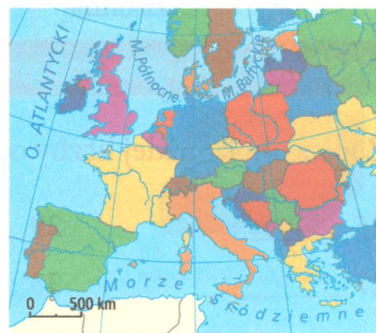 O. ATLANTYCKI
M. Północne
M. Bałtyckie
Morze Śródziemne
0 500 km